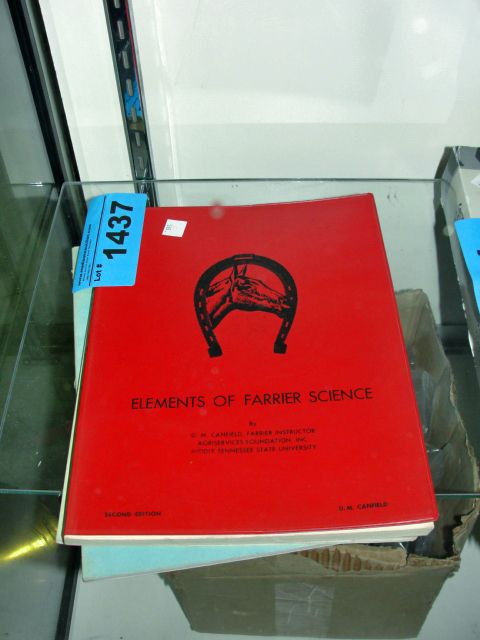 Lot # 1437
ELEMENTS OF FARRIER SCIENCE
By
D. M. CANFIELD, FARRIER INSTRUCTOR
AGRISERVICES FOUNDATION, INC.
MIDDLE TENNESSEE STATE UNIVERSITY
SECOND EDITION
D.M. CANFIELD